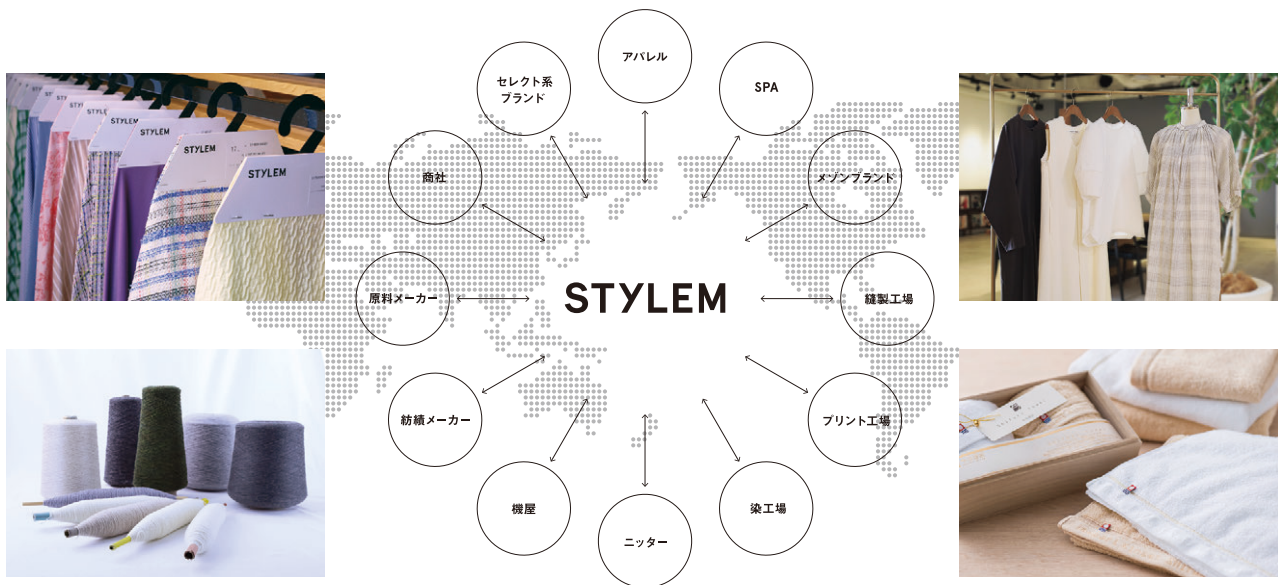 アパレル
セレクト系
ブランド
SPA
商社
メゾンブランド
原料メーカー
STYLEM
縫製工場
紡績メーカー
プリント工場
機屋
染工場
ニッター
STYLEM
STYLEM
STYLEM
STYLEM
STYLEM